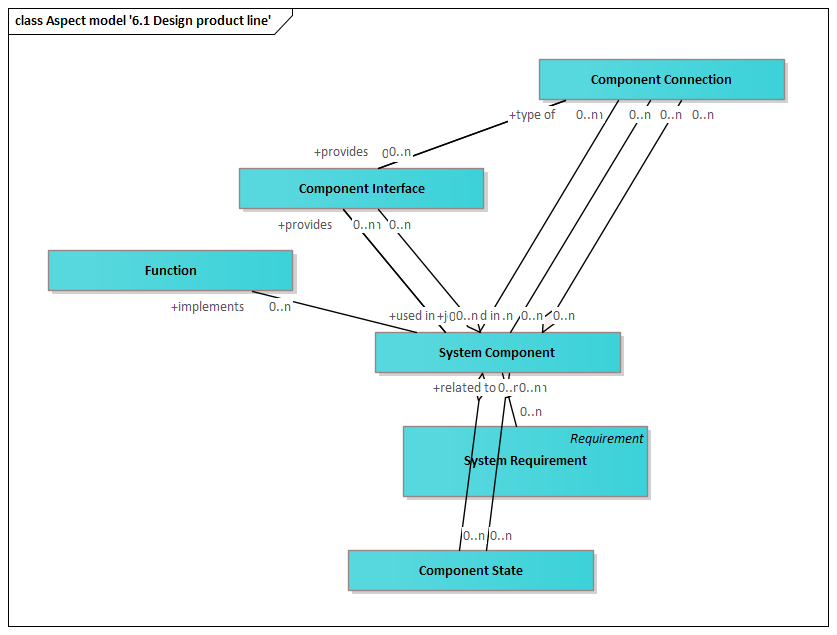 class Aspect model '6.1 Design product line'
Component Connection
+type of
0..n
0..n
0..n
0..n
+provides
0..n
Component Interface
+provides
0..n
0..n
Function
+implements
0..n
+used in
0..n
0..n
0..n
System Component
+related to
0..n
0..n
Requirement
System Requirement
0..n
0..n
Component State